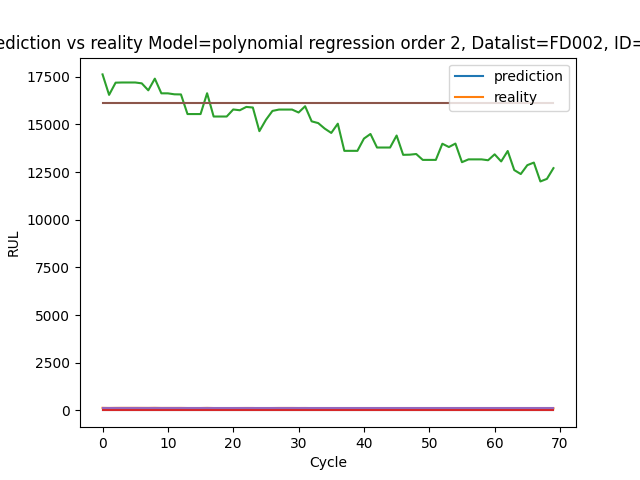 ediction vs reality Model=polynomial regression order 2, Datalist=FD002, ID=
prediction
reality
17500
15000
12500
10000
7500
5000
2500
0
RUL
0 10 20 30 40 50 60 70
Cycle